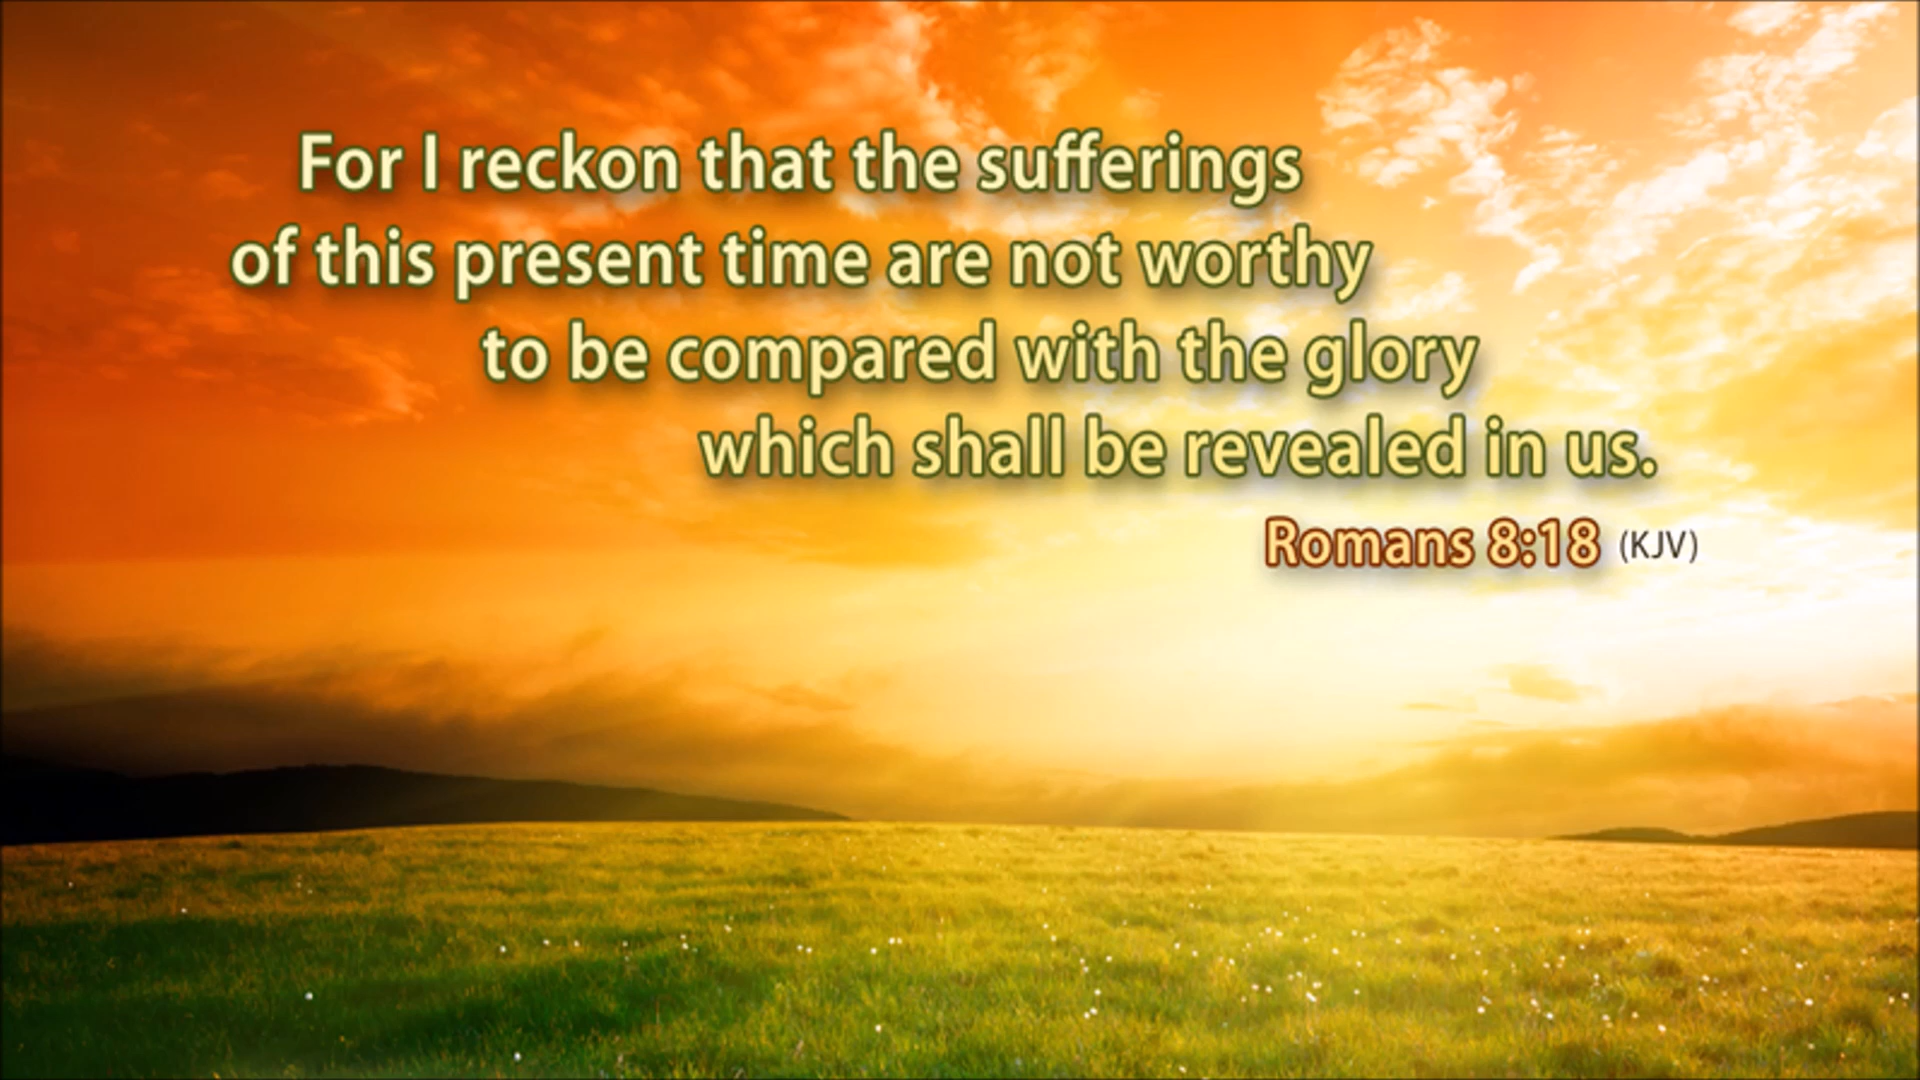 For I reckon that the sufferings
of this present time are not worthy
to be compared with the glory
which shall be revealed in us.
Romans 8:18 (KJV)